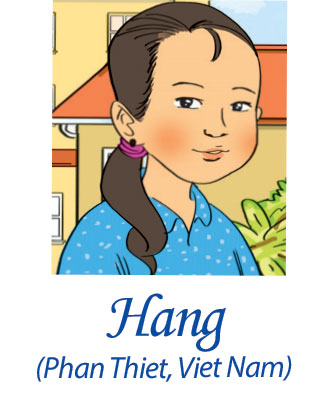 Hang
(Phan Thiet, Viet Nam)